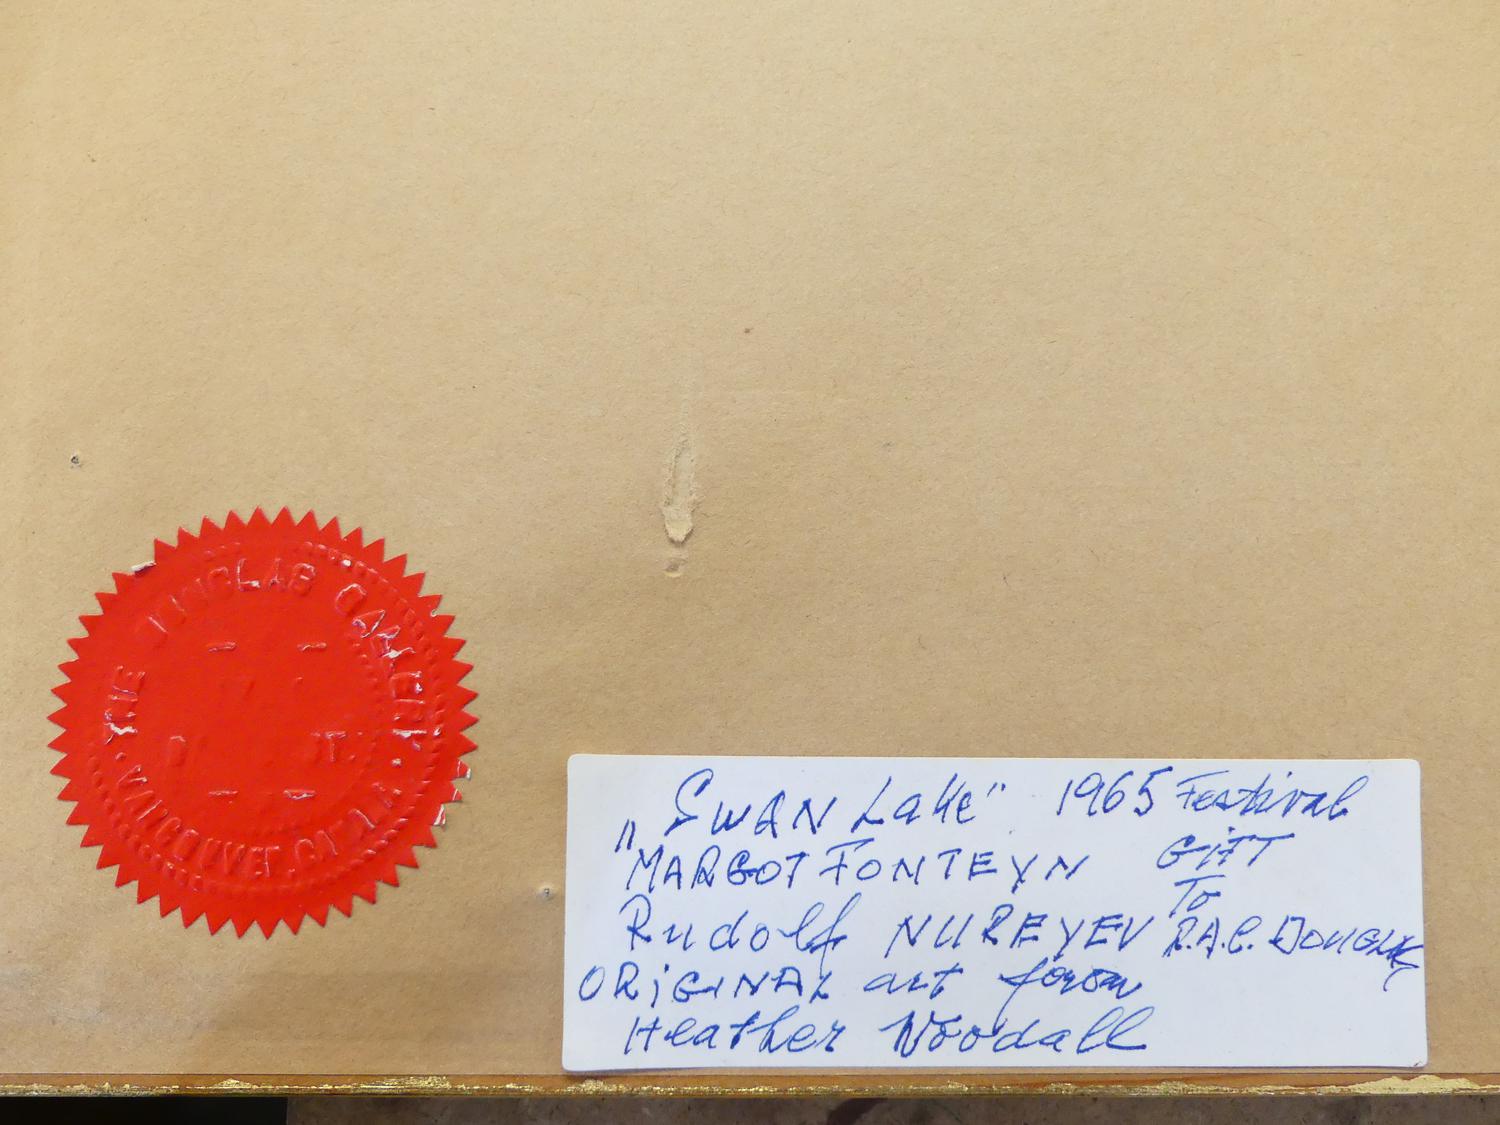 THE DOUGLAS GALLERY
VANCOUVER, CANADA
„SWAN Lake" 1965 Festival
MARGOT FONTEYN GiFT
To
Rudolf NUREYEV R.A.C. DOUGLAS
ORiGiNAL art from
Heather Woodall